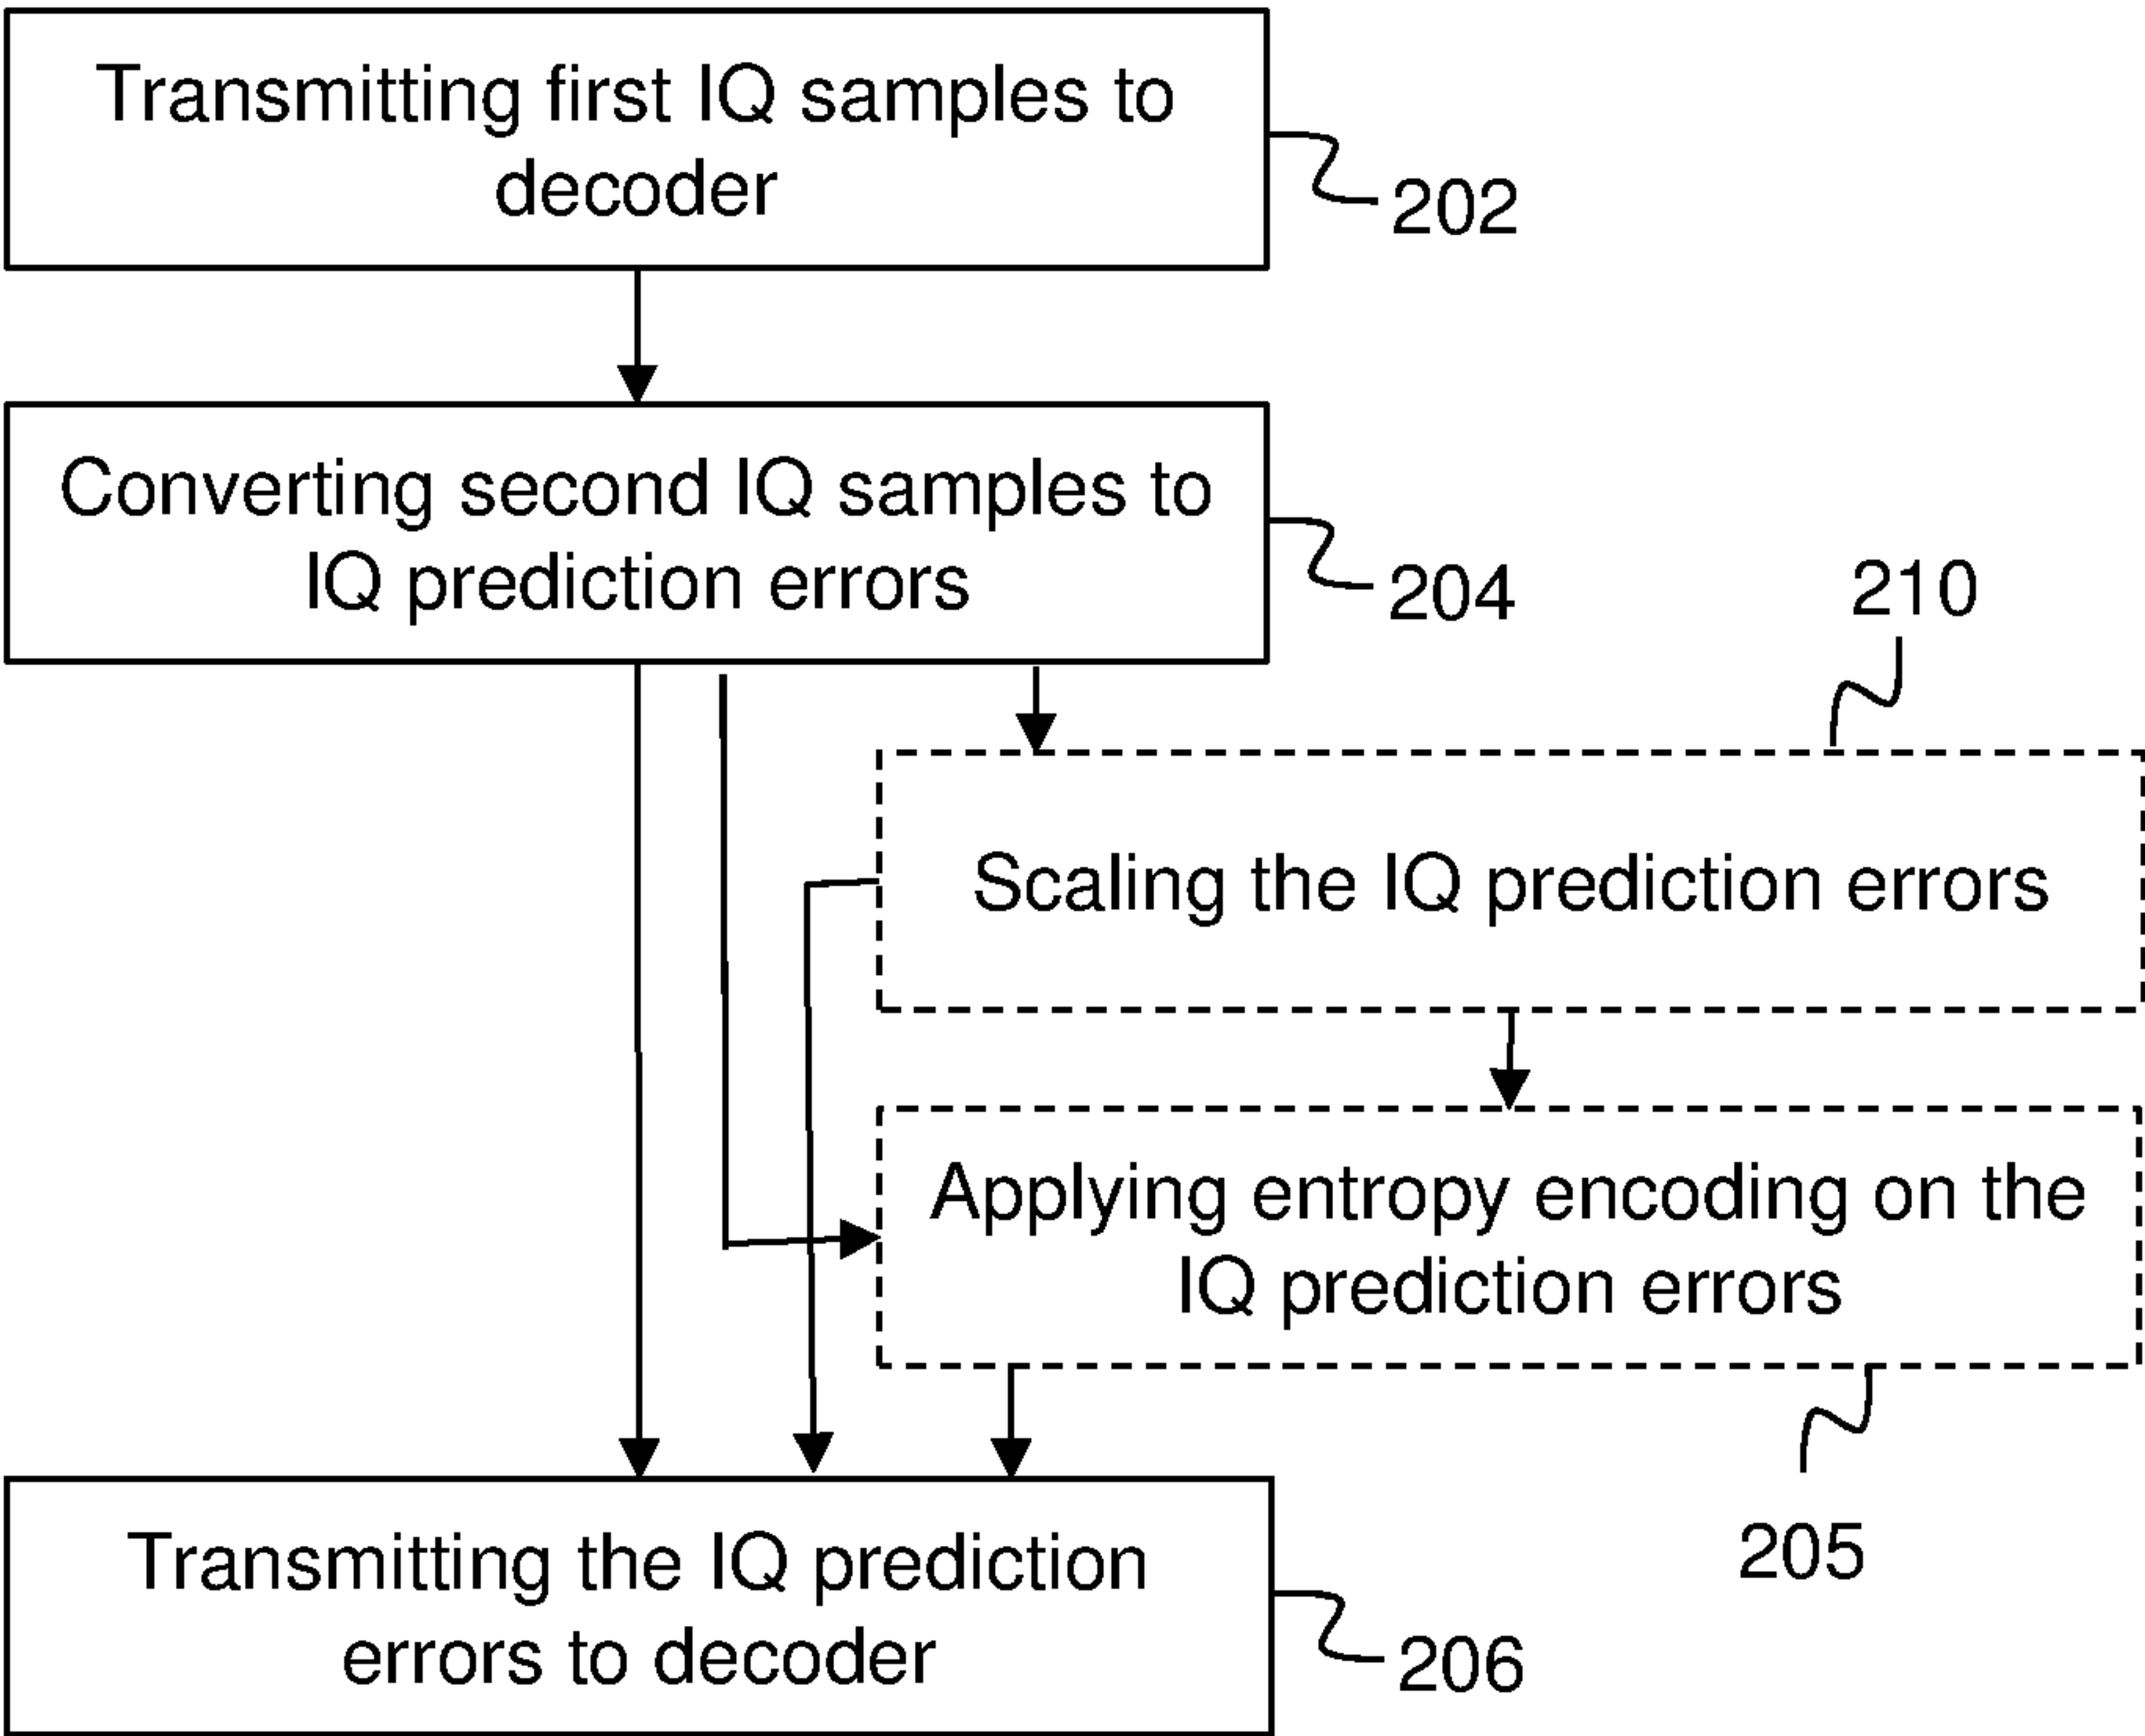 Transmitting first IQ samples to
decoder
202
Converting second IQ samples to
IQ prediction errors
204
210
Scaling the IQ prediction errors
Applying entropy encoding on the
IQ prediction errors
205
Transmitting the IQ prediction
errors to decoder
206